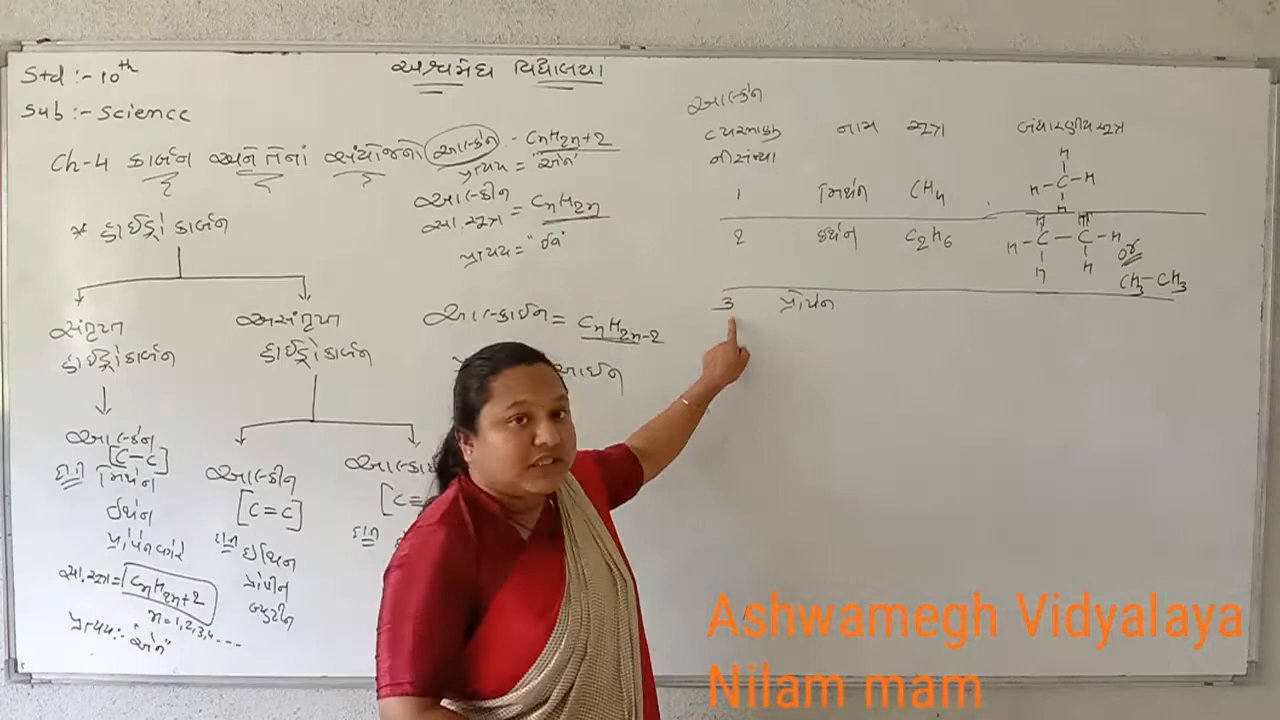 Std :- 10th
અશ્વમેધ વિદ્યાલય
Sub :- Science
Ch-4 કાર્બન અને તેનાં સંયોજનો
* હાઈડ્રોકાર્બન
સંતૃપ્ત
હાઈડ્રોકાર્બન
આલ્કેન
[C-C]
દા.ત મિથેન
ઈથેન
પ્રોપેન
સા.સૂત્ર = CnH2n+2
n = 1,2,3,4 ----
પ્રત્યય :- "એન"
અસંતૃપ્ત
હાઈડ્રોકાર્બન
આલ્કીન
[C=C]
દા.ત ઈથિન
પ્રોપીન
બ્યુટીન
[C=
દા.ત
આલ્કેન - CnH2n+2
પ્રત્યય = "એન"
આલ્કીન
સા.સૂત્ર = CnH2n
પ્રત્યય = "ઈન"
આલ્કાઈન = CnH2n-2
આઈન
આલ્કેન
ની સંખ્યા
નામ સૂત્ર બંધારણીય સૂત્ર
1 મિથેન CH4
H
H-C-H
H
2 ઈથેન C2H6
H H
H-C-C-H
H H
or
CH3-CH3
3 પ્રોપેન
Ashwamegh Vidyalaya
Nilam mam